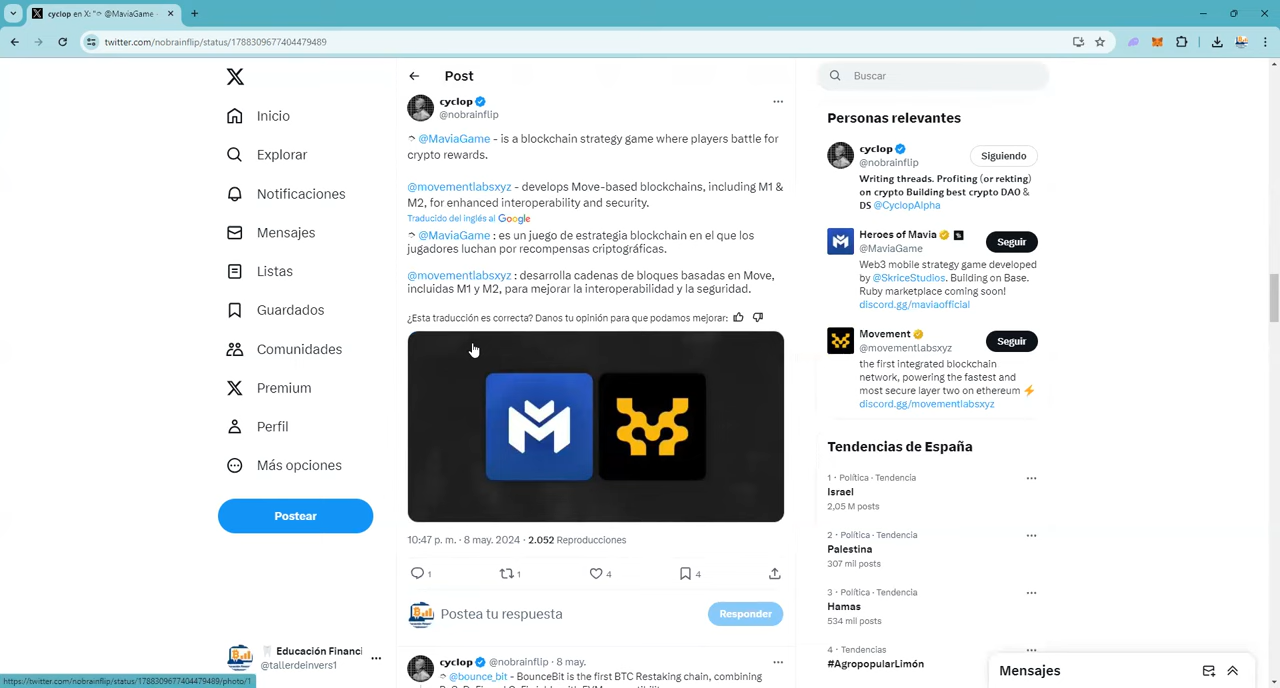 cyclop en X: "🦷 @MaviaGame -
twitter.com/nobrainflip/status/1788309677404479489
Inicio
Explorar
Notificaciones
Mensajes
Listas
Guardados
Comunidades
Premium
Perfil
Más opciones
Postear
Educación Financi
@tallerdeinvers1
https://twitter.com/nobrainflip/status/1788309677404479489/photo/1
Post
cyclop
@nobrainflip
@MaviaGame - is a blockchain strategy game where players battle for
crypto rewards.
@movementlabsxyz - develops Move-based blockchains, including M1 &
M2, for enhanced interoperability and security.
Traducido del inglés al Google
@MaviaGame : es un juego de estrategia blockchain en el que los
jugadores luchan por recompensas criptográficas.
@movementlabsxyz : desarrolla cadenas de bloques basadas en Move,
incluidas M1 y M2, para mejorar la interoperabilidad y la seguridad.
¿Esta traducción es correcta? Danos tu opinión para que podamos mejorar:
10:47 p. m. · 8 may. 2024 · 2.052 Reproducciones
1 1 4 4
Postea tu respuesta
Responder
cyclop @nobrainflip · 8 may.
@bounce_bit - BounceBit is the first BTC Restaking chain, combining
Buscar
Personas relevantes
cyclop
@nobrainflip
Siguiendo
Writing threads. Profiting (or rekting)
on crypto Building best crypto DAO &
DS @CyclopAlpha
Heroes of Mavia
@MaviaGame
Seguir
Web3 mobile strategy game developed
by @SkriceStudios. Building on Base.
Ruby marketplace coming soon!
discord.gg/maviaofficial
Movement
@movementlabsxyz
Seguir
the first integrated blockchain
network, powering the fastest and
most secure layer two on ethereum ⚡
discord.gg/movementlabsxyz
Tendencias de España
1 · Política · Tendencia
Israel
2,05 M posts
2 · Política · Tendencia
Palestina
307 mil posts
3 · Política · Tendencia
Hamas
534 mil posts
4 · Tendencias
#AgropopularLimón
Mensajes